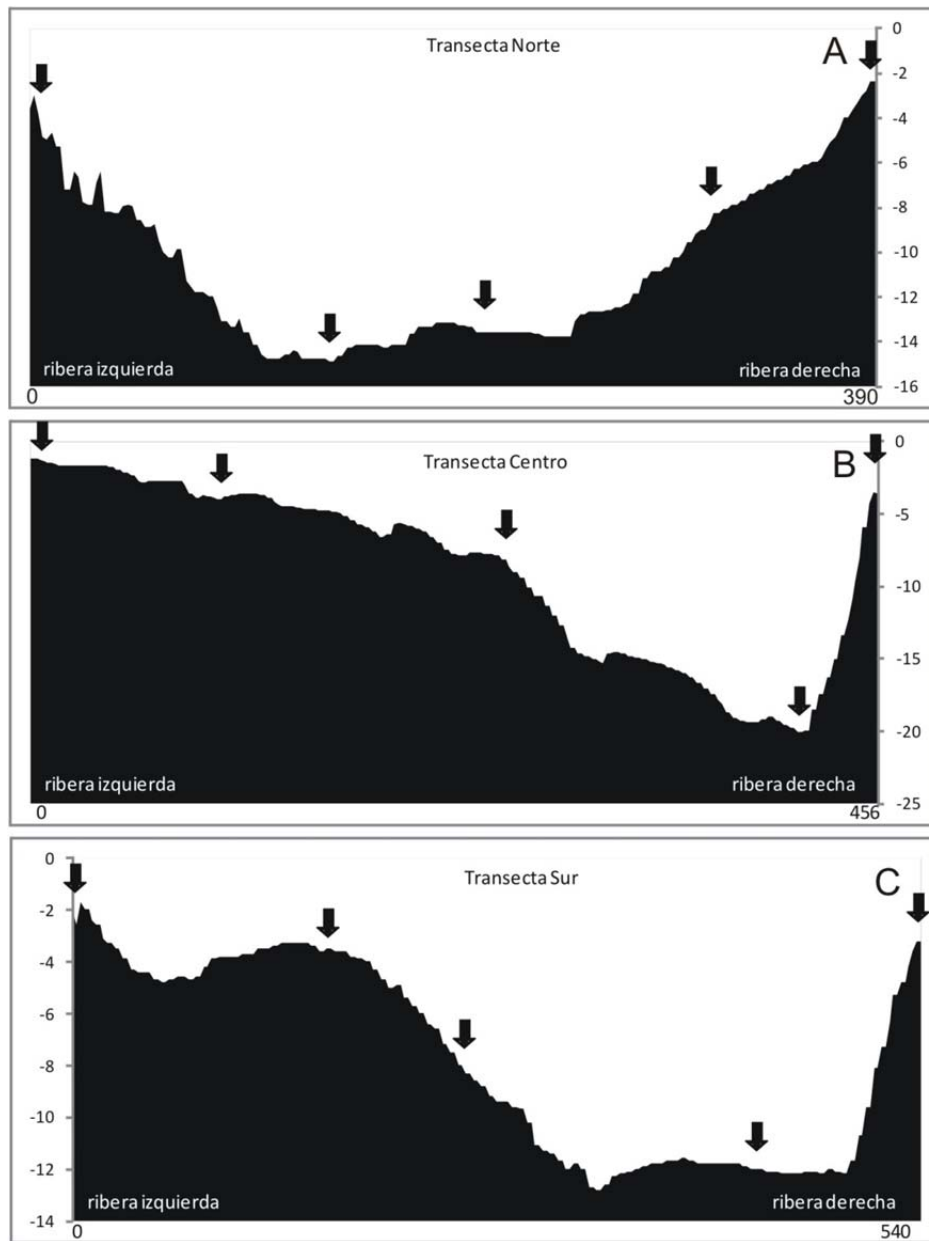 Transecta Norte
A
0
-2
-4
-6
-8
-10
-12
-14
-16
ribera izquierda
ribera derecha
0
390
Transecta Centro
B
0
-5
-10
-15
-20
-25
ribera izquierda
ribera derecha
0
456
Transecta Sur
C
0
-2
-4
-6
-8
-10
-12
-14
ribera izquierda
ribera derecha
0
540